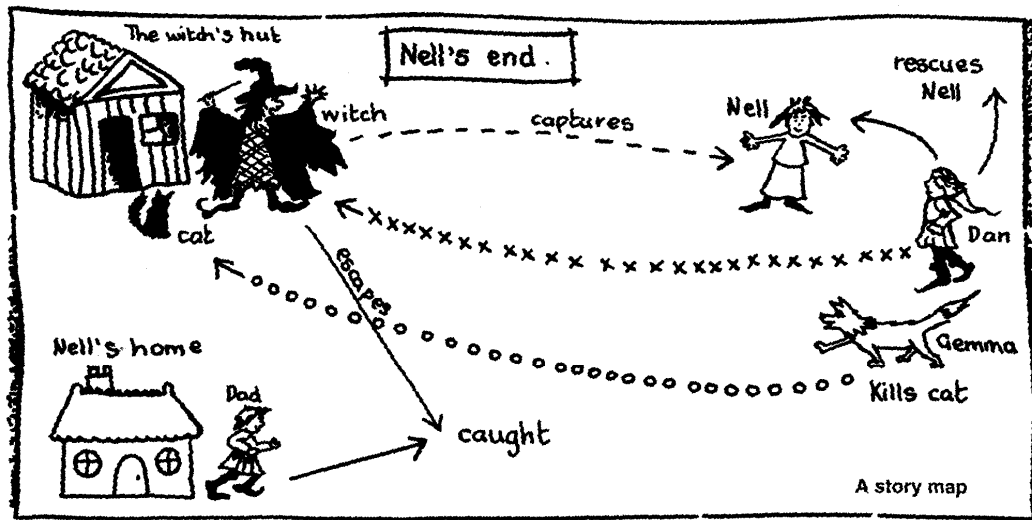 The witch's hut
Nell's end.
rescues
Nell
Nell
witch
captures
cat
Dan
escapes
Gemma
Kills cat
Nell's home
Dad
caught
A story map